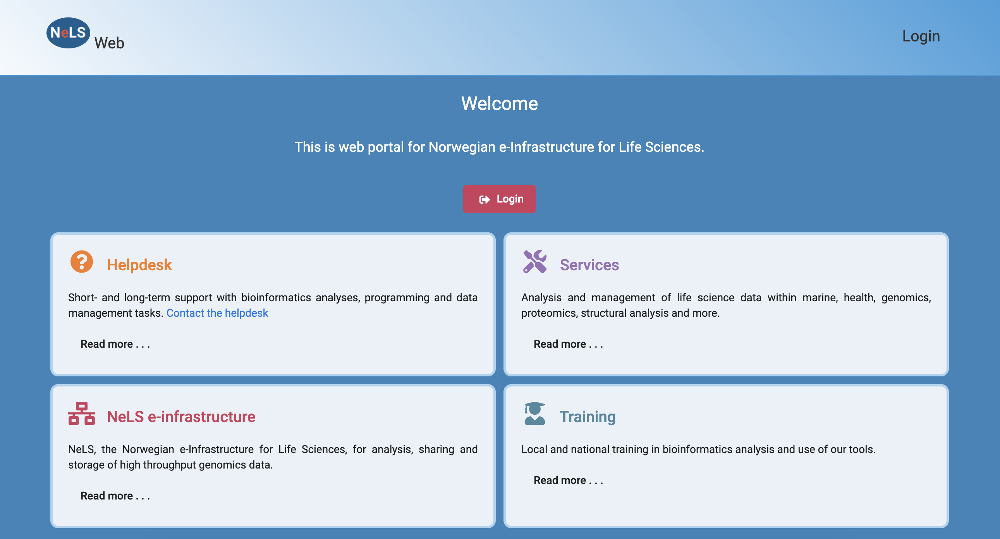 NeLS Web
Login
Welcome
This is web portal for Norwegian e-Infrastructure for Life Sciences.
Login
Helpdesk
Short- and long-term support with bioinformatics analyses, programming and data
management tasks. Contact the helpdesk
Read more . . .
Services
Analysis and management of life science data within marine, health, genomics,
proteomics, structural analysis and more.
Read more . . .
NeLS e-infrastructure
NeLS, the Norwegian e-Infrastructure for Life Sciences, for analysis, sharing and
storage of high throughput genomics data.
Read more . . .
Training
Local and national training in bioinformatics analysis and use of our tools.
Read more . . .